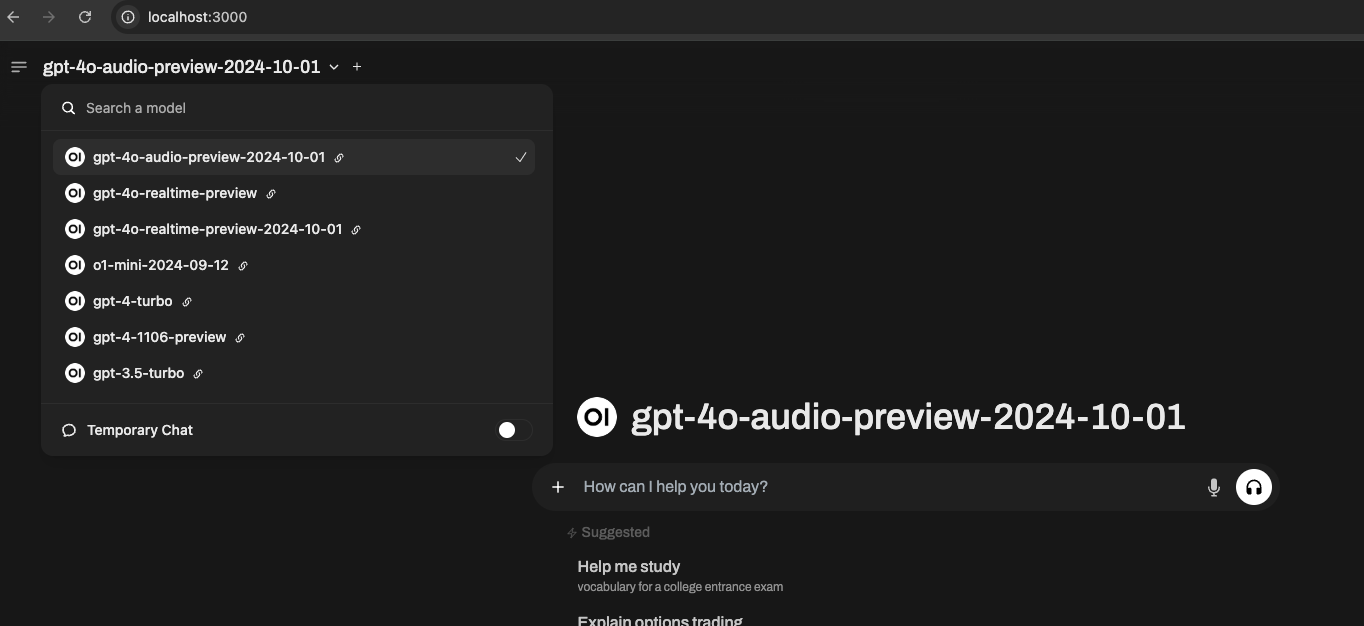 localhost:3000
gpt-4o-audio-preview-2024-10-01
Search a model
OI gpt-4o-audio-preview-2024-10-01
OI gpt-4o-realtime-preview
OI gpt-4o-realtime-preview-2024-10-01
OI o1-mini-2024-09-12
OI gpt-4-turbo
OI gpt-4-1106-preview
OI gpt-3.5-turbo
Temporary Chat
OI gpt-4o-audio-preview-2024-10-01
How can I help you today?
Suggested
Help me study
vocabulary for a college entrance exam
Explain options trading